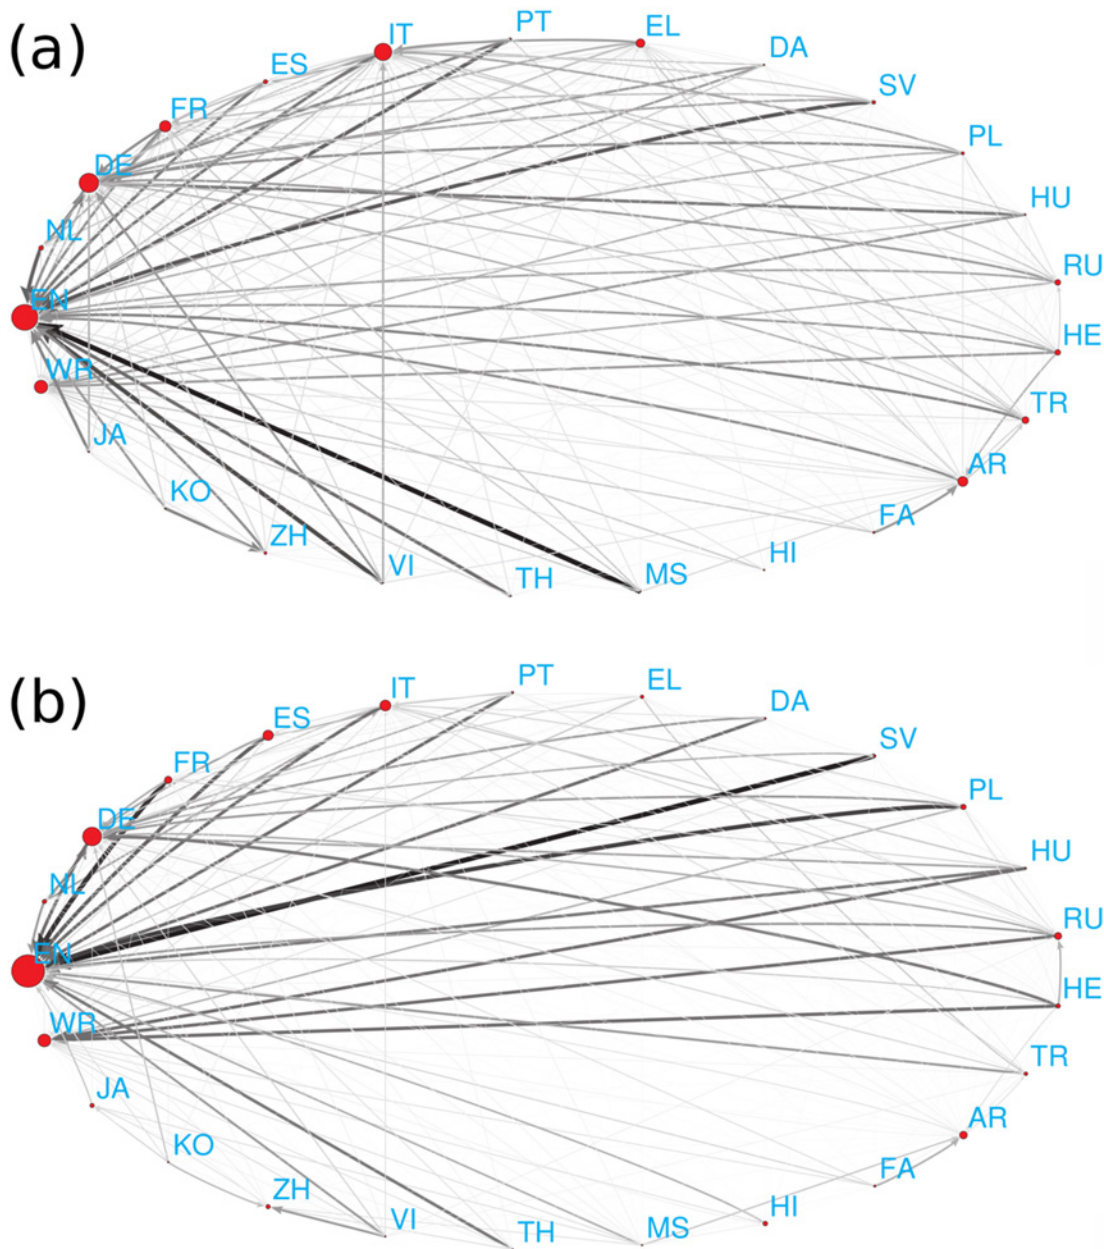 (a)
PT
IT
EL
DA
ES
SV
FR
PL
DE
HU
NL
RU
EN
HE
WR
TR
JA
AR
KO
FA
ZH
HI
VI
TH
MS
(b)
PT
IT
EL
DA
ES
SV
FR
PL
DE
HU
NL
RU
EN
HE
WR
TR
JA
AR
KO
FA
ZH
HI
VI
TH
MS